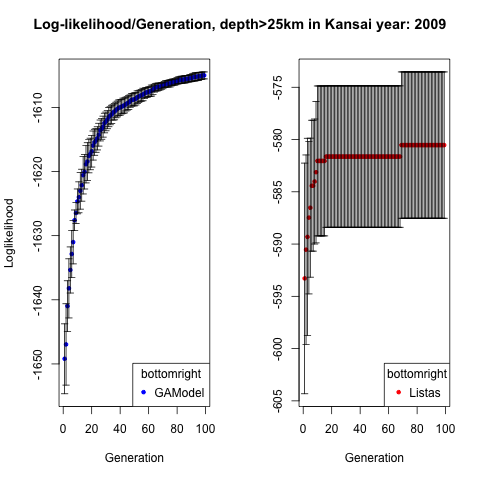 Log-likelihood/Generation, depth>25km in Kansai year: 2009
Loglikelihood
-1650
-1640
-1630
-1620
-1610
0 20 40 60 80 100
Generation
bottomright
GAModel
-605
-600
-595
-590
-585
-580
-575
0 20 40 60 80 100
Generation
bottomright
Listas